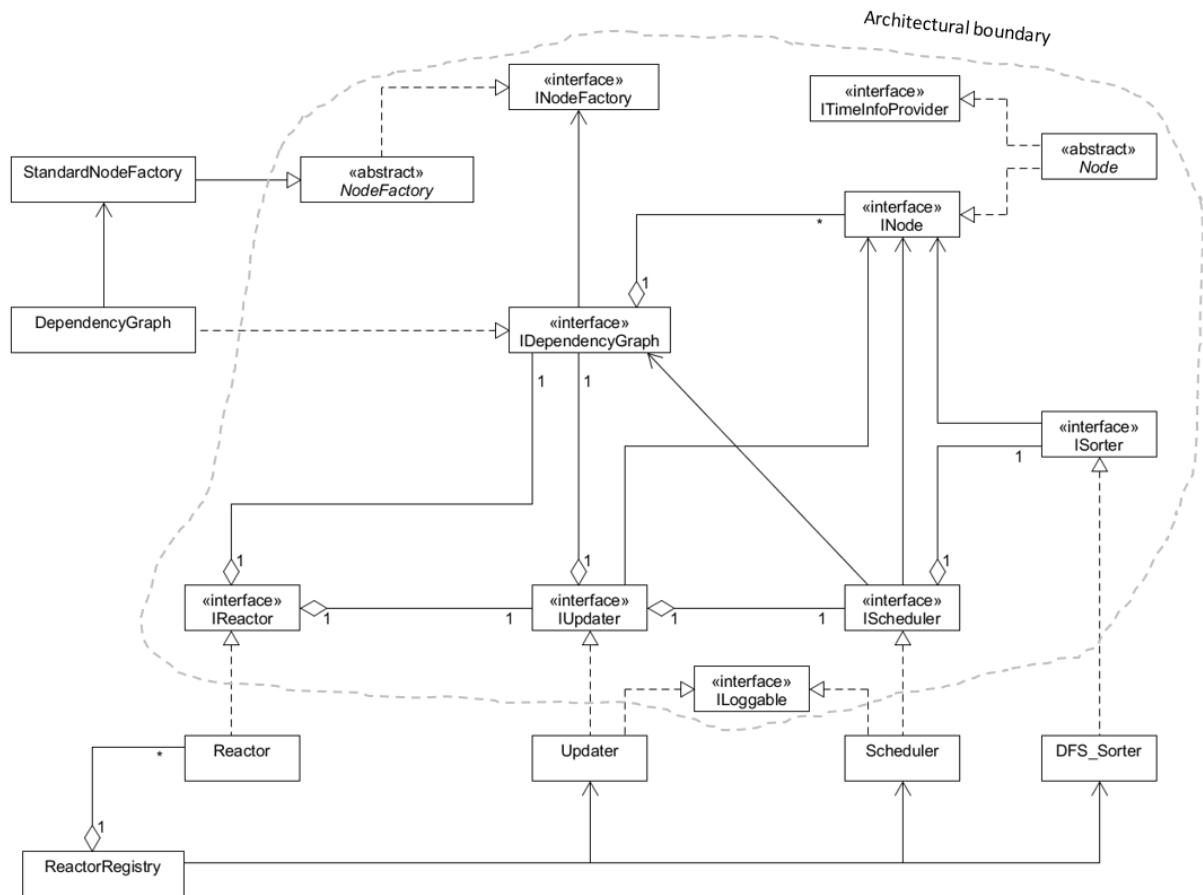 Architectural boundary
«interface»
INodeFactory
«interface»
ITimeInfoProvider
StandardNodeFactory
«abstract»
NodeFactory
«abstract»
Node
«interface»
INode
*
1
DependencyGraph
«interface»
IDependencyGraph
1
1
«interface»
ISorter
1
1
1
1
«interface»
IReactor
1
1
«interface»
IUpdater
1
1
«interface»
IScheduler
«interface»
ILoggable
Reactor
*
Updater
Scheduler
DFS_Sorter
1
ReactorRegistry